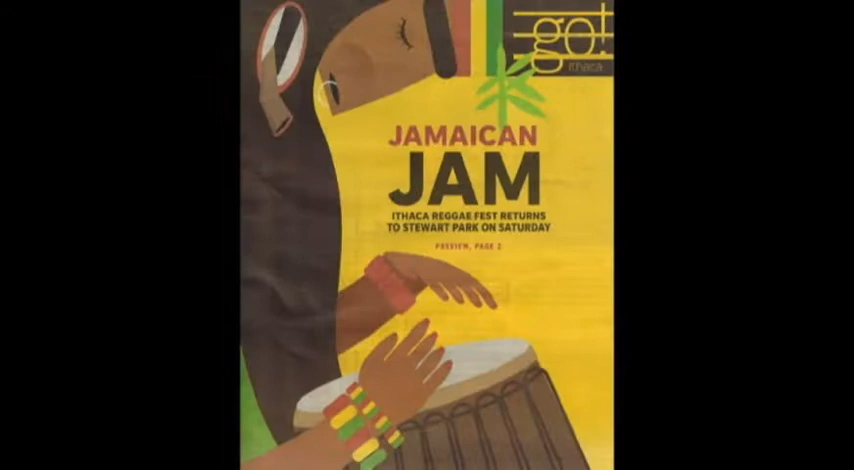 go!
ithaca
JAMAICAN
JAM
ITHACA REGGAE FEST RETURNS
TO STEWART PARK ON SATURDAY
PREVIEW, PAGE 2